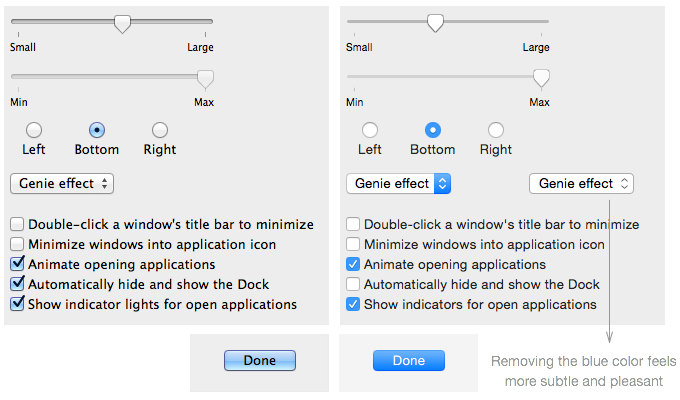 Small Large
Min Max
Left Bottom Right
Genie effect
Double-click a window's title bar to minimize
Minimize windows into application icon
Animate opening applications
Automatically hide and show the Dock
Show indicator lights for open applications
Done
Small Large
Min Max
Left Bottom Right
Genie effect Genie effect
Double-click a window's title bar to minimize
Minimize windows into application icon
Animate opening applications
Automatically hide and show the Dock
Show indicators for open applications
Done
Removing the blue color feels
more subtle and pleasant